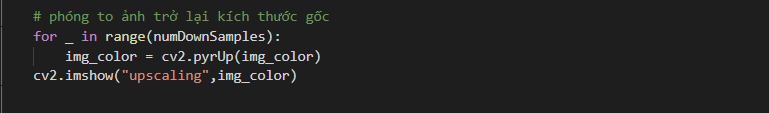 # phóng to ảnh trở lại kích thước gốc
for _ in range(numDownSamples):
    img_color = cv2.pyrUp(img_color)
cv2.imshow("upscaling",img_color)